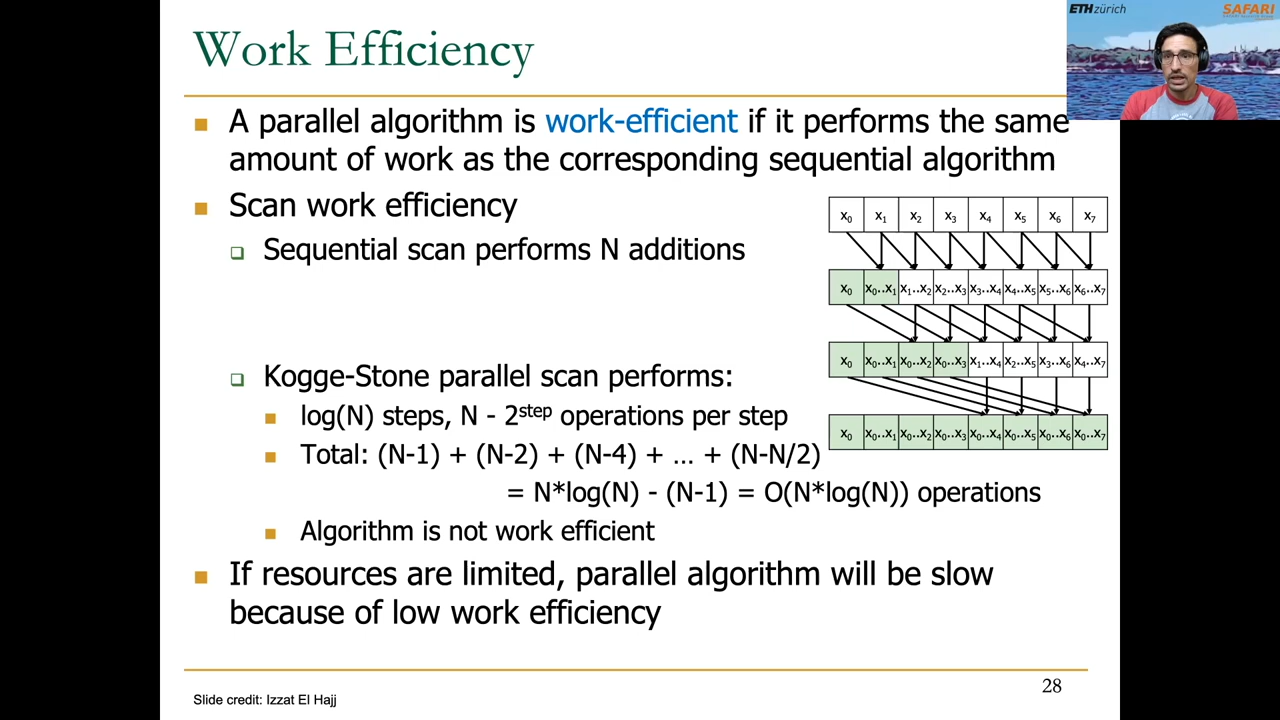 ETHzürich
SAFARI
Work Efficiency
A parallel algorithm is work-efficient if it performs the same
amount of work as the corresponding sequential algorithm
Scan work efficiency
Sequential scan performs N additions
x₀ x₁ x₂ x₃ x₄ x₅ x₆ x₇
x₀ x₀..x₁ x₁..x₂ x₂..x₃ x₃..x₄ x₄..x₅ x₅..x₆ x₆..x₇
x₀ x₀..x₁ x₀..x₂ x₀..x₃ x₁..x₄ x₂..x₅ x₃..x₆ x₄..x₇
x₀ x₀..x₁ x₀..x₂ x₀..x₃ x₀..x₄ x₀..x₅ x₀..x₆ x₀..x₇
Kogge-Stone parallel scan performs:
log(N) steps, N - 2ˢᵗᵉᵖ operations per step
Total: (N-1) + (N-2) + (N-4) + … + (N-N/2)
= N*log(N) - (N-1) = O(N*log(N)) operations
Algorithm is not work efficient
If resources are limited, parallel algorithm will be slow
because of low work efficiency
Slide credit: Izzat El Hajj
28